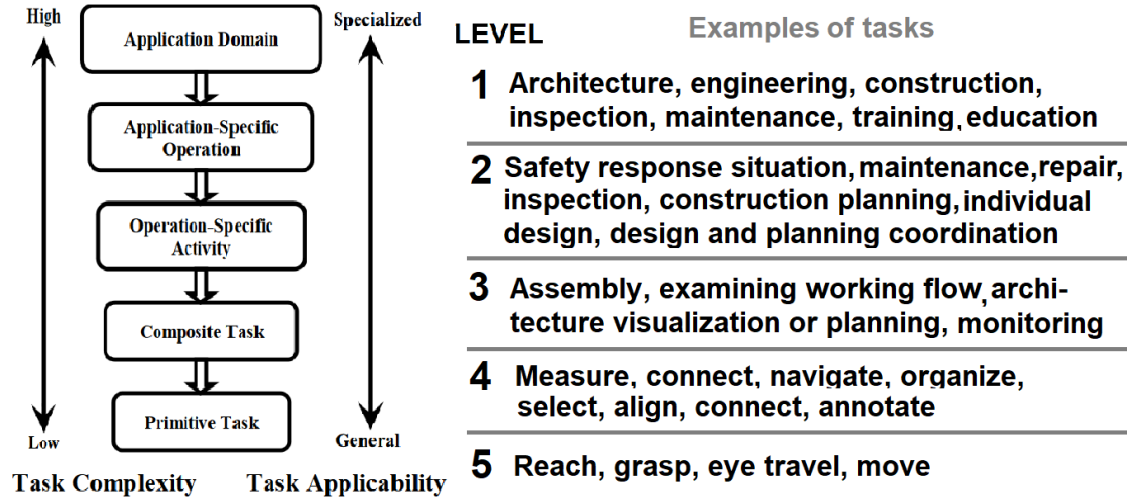 High
Specialized
Application Domain
Application-Specific
Operation
Operation-Specific
Activity
Composite Task
Primitive Task
Low
General
Task Complexity
Task Applicability
LEVEL
Examples of tasks
1 Architecture, engineering, construction,
inspection, maintenance, training, education
2 Safety response situation, maintenance, repair,
inspection, construction planning, individual
design, design and planning coordination
3 Assembly, examining working flow, archi-
tecture visualization or planning, monitoring
4 Measure, connect, navigate, organize,
select, align, connect, annotate
5 Reach, grasp, eye travel, move